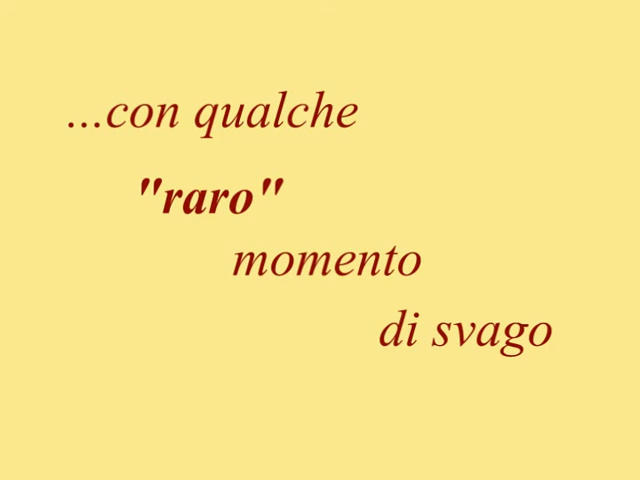 ...con qualche
"raro"
momento
di svago